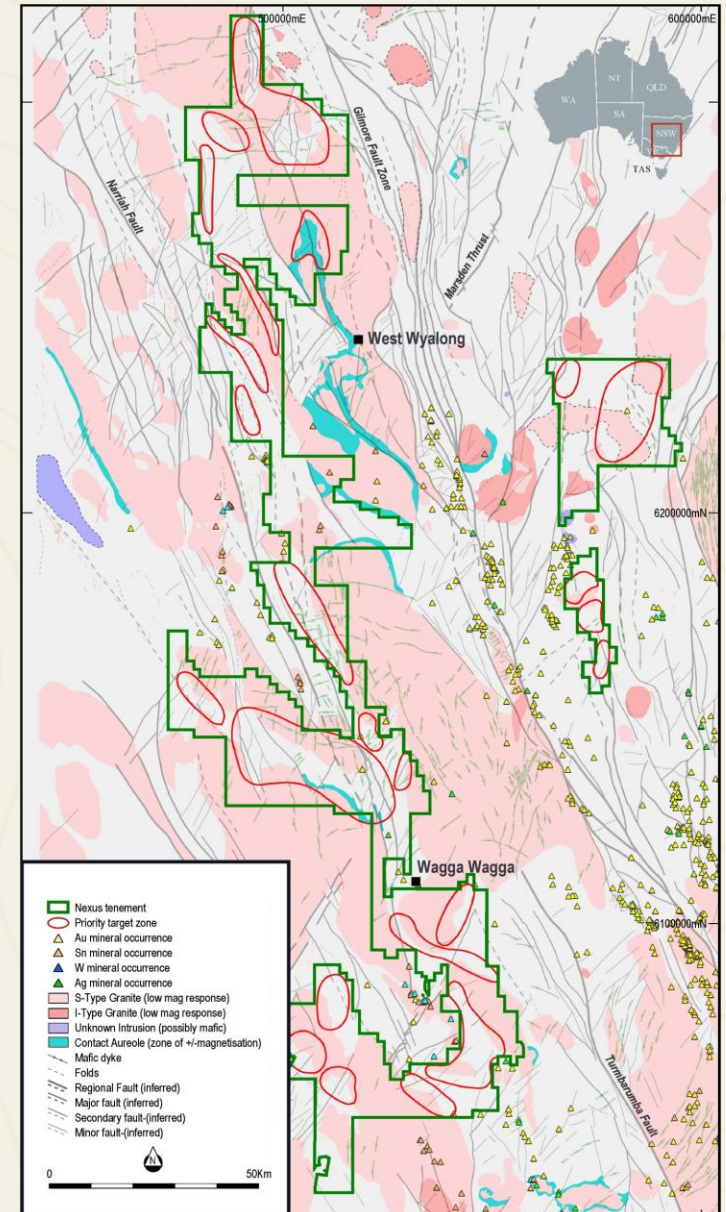 500000mE
600000mE
WA
NT
SA
QLD
NSW
TAS
Narriah Fault
Gilmore Fault Zone
Marsden Thrust
West Wyalong
6200000mN
Wagga Wagga
6100000mN
Tumbarumba Fault
Nexus tenement
Priority target zone
Au mineral occurrence
Sn mineral occurrence
W mineral occurrence
Ag mineral occurrence
S-Type Granite (low mag response)
I-Type Granite (low mag response)
Unknown Intrusion (possibly mafic)
Contact Aureole (zone of +/-magnetisation)
Mafic dyke
Folds
Regional Fault (inferred)
Major fault (inferred)
Secondary fault-(inferred)
Minor fault-(inferred)
N
0
50Km